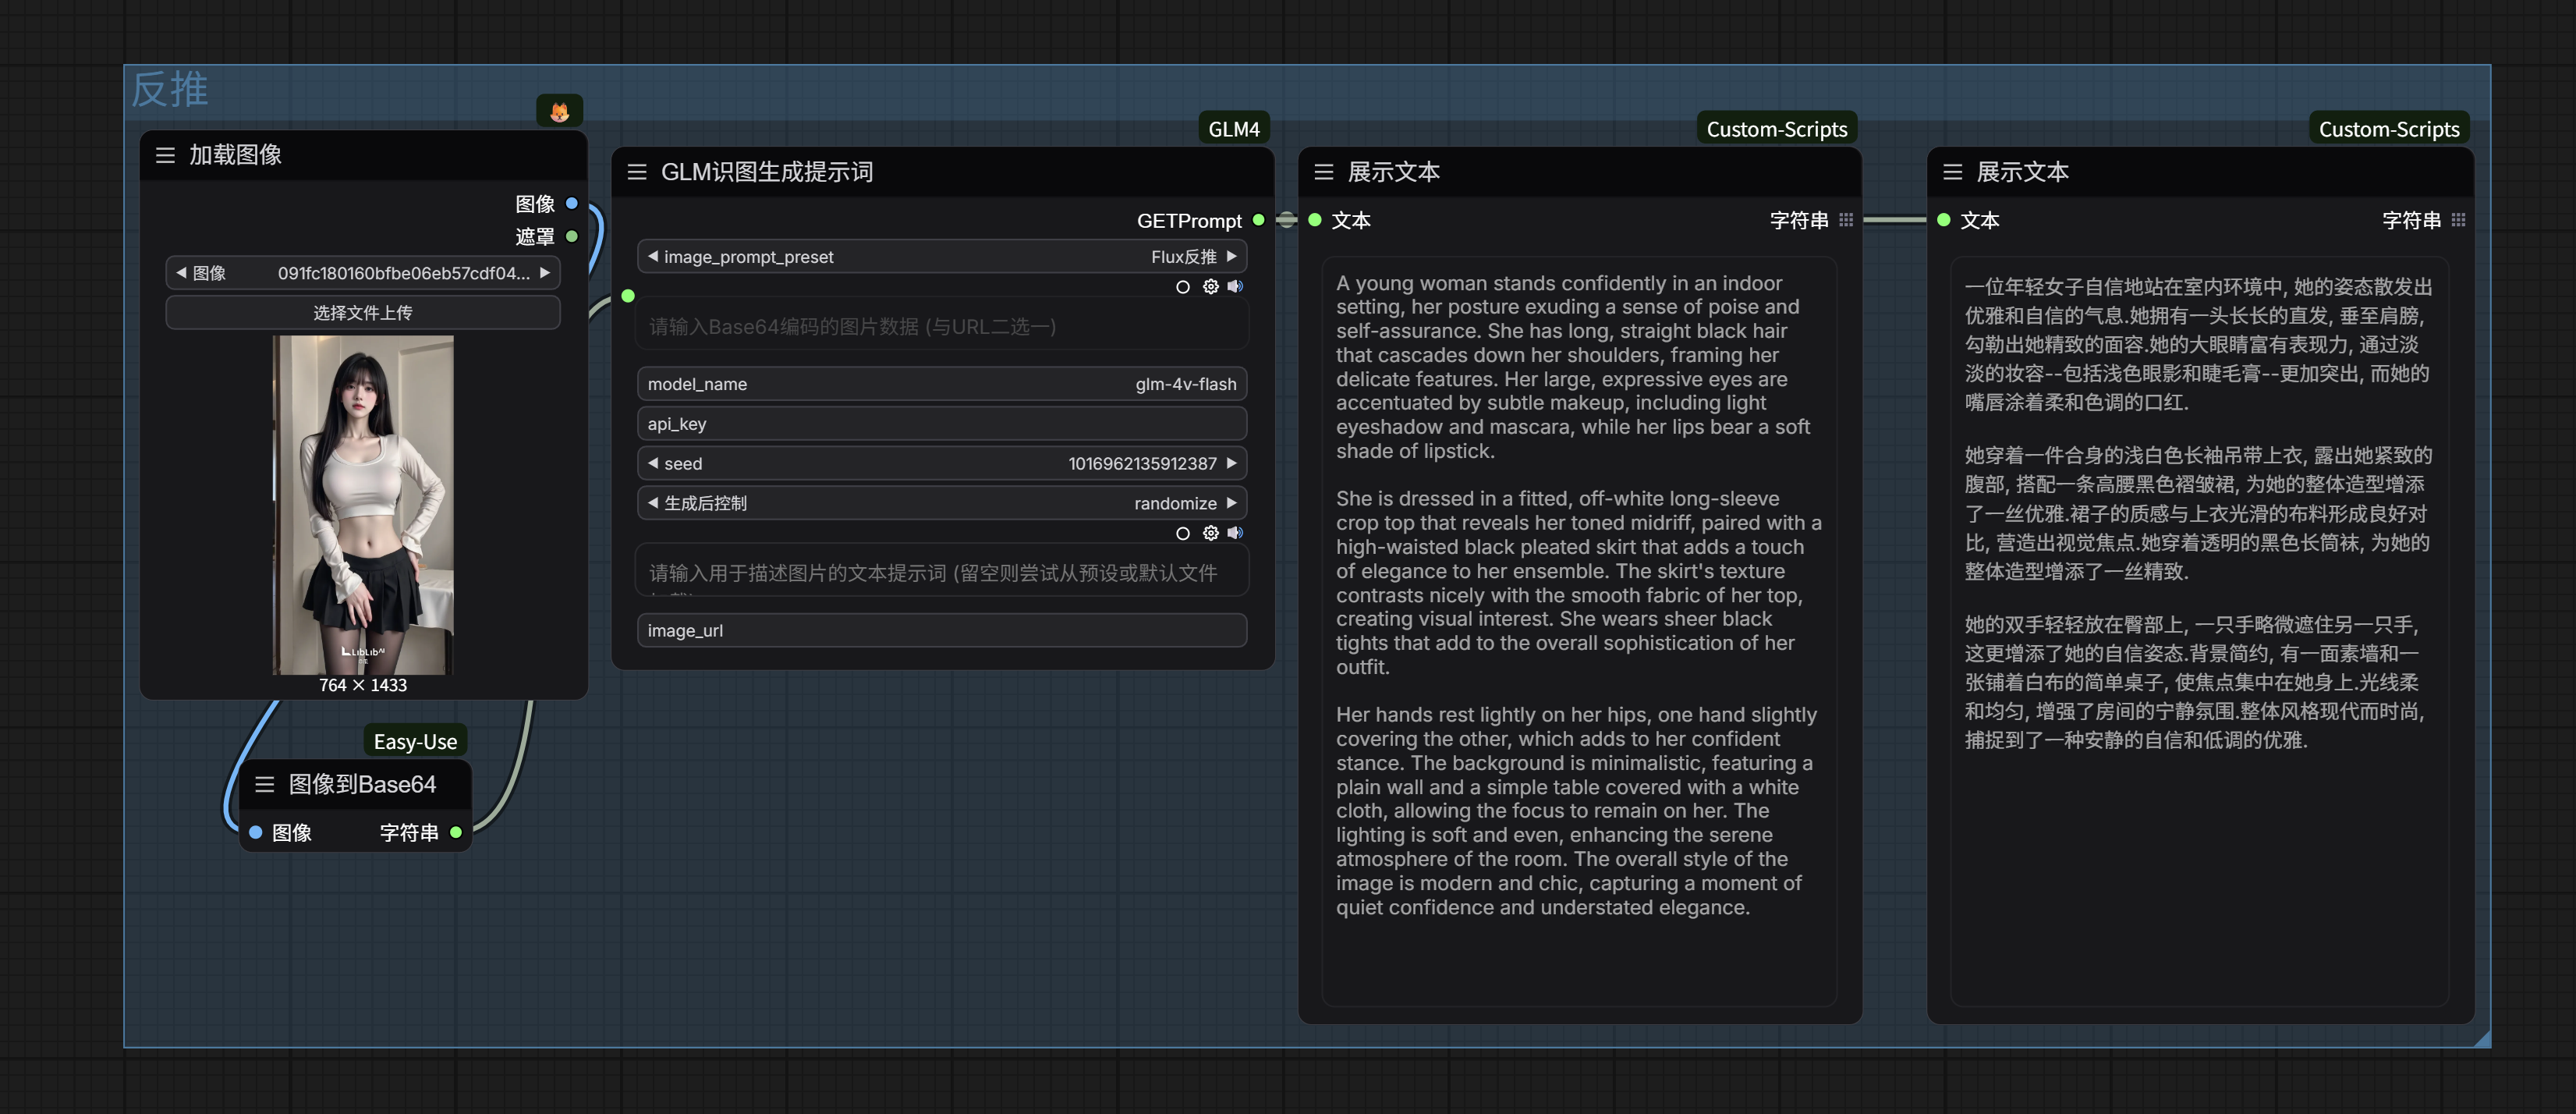 反推
加载图像
图像
遮罩
图像 091fc180160bfbe06eb57cdf04...
选择文件上传
LibLibAI
764 × 1433
Easy-Use
图像到Base64
图像 字符串
GLM4
GLM识图生成提示词
GETPrompt
image_prompt_preset Flux反推
请输入Base64编码的图片数据 (与URL二选一)
model_name glm-4v-flash
api_key
seed 1016962135912387
生成后控制 randomize
请输入用于描述图片的文本提示词 (留空则尝试从预设或默认文件
image_url
Custom-Scripts
展示文本
文本 字符串
A young woman stands confidently in an indoor
setting, her posture exuding a sense of poise and
self-assurance. She has long, straight black hair
that cascades down her shoulders, framing her
delicate features. Her large, expressive eyes are
accentuated by subtle makeup, including light
eyeshadow and mascara, while her lips bear a soft
shade of lipstick.
She is dressed in a fitted, off-white long-sleeve
crop top that reveals her toned midriff, paired with a
high-waisted black pleated skirt that adds a touch
of elegance to her ensemble. The skirt's texture
contrasts nicely with the smooth fabric of her top,
creating visual interest. She wears sheer black
tights that add to the overall sophistication of her
outfit.
Her hands rest lightly on her hips, one hand slightly
covering the other, which adds to her confident
stance. The background is minimalistic, featuring a
plain wall and a simple table covered with a white
cloth, allowing the focus to remain on her. The
lighting is soft and even, enhancing the serene
atmosphere of the room. The overall style of the
image is modern and chic, capturing a moment of
quiet confidence and understated elegance.
Custom-Scripts
展示文本
文本 字符串
一位年轻女子自信地站在室内环境中, 她的姿态散发出
优雅和自信的气息.她拥有一头长长的直发, 垂至肩膀,
勾勒出她精致的面容.她的大眼睛富有表现力, 通过淡
淡的妆容--包括浅色眼影和睫毛膏--更加突出, 而她的
嘴唇涂着柔和色调的口红.
她穿着一件合身的浅白色长袖吊带上衣, 露出她紧致的
腹部, 搭配一条高腰黑色褶皱裙, 为她的整体造型增添
了一丝优雅.裙子的质感与上衣光滑的布料形成良好对
比, 营造出视觉焦点.她穿着透明的黑色长筒袜, 为她的
整体造型增添了一丝精致.
她的双手轻轻放在臀部上, 一只手略微遮住另一只手,
这更增添了她的自信姿态.背景简约, 有一面素墙和一
张铺着白布的简单桌子, 使焦点集中在她身上.光线柔
和均匀, 增强了房间的宁静氛围.整体风格现代而时尚,
捕捉到了一种安静的自信和低调的优雅.